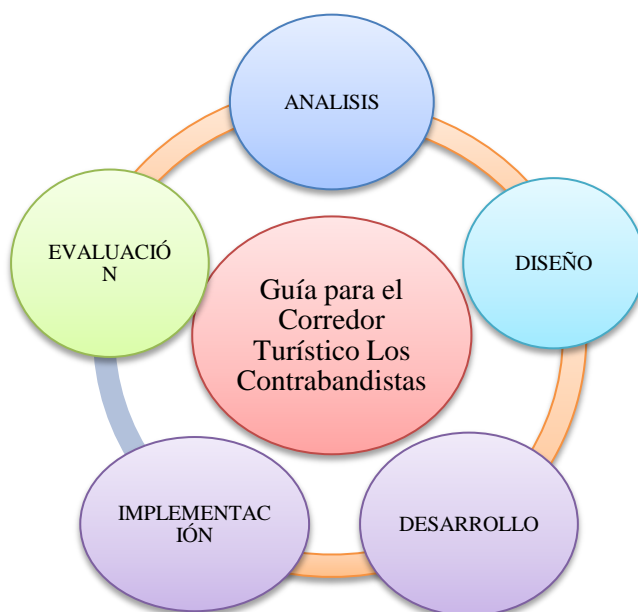 ANALISIS
EVALUACIÓ
N
DISEÑO
Guía para el
Corredor
Turístico Los
Contrabandistas
IMPLEMENTAC
IÓN
DESARROLLO